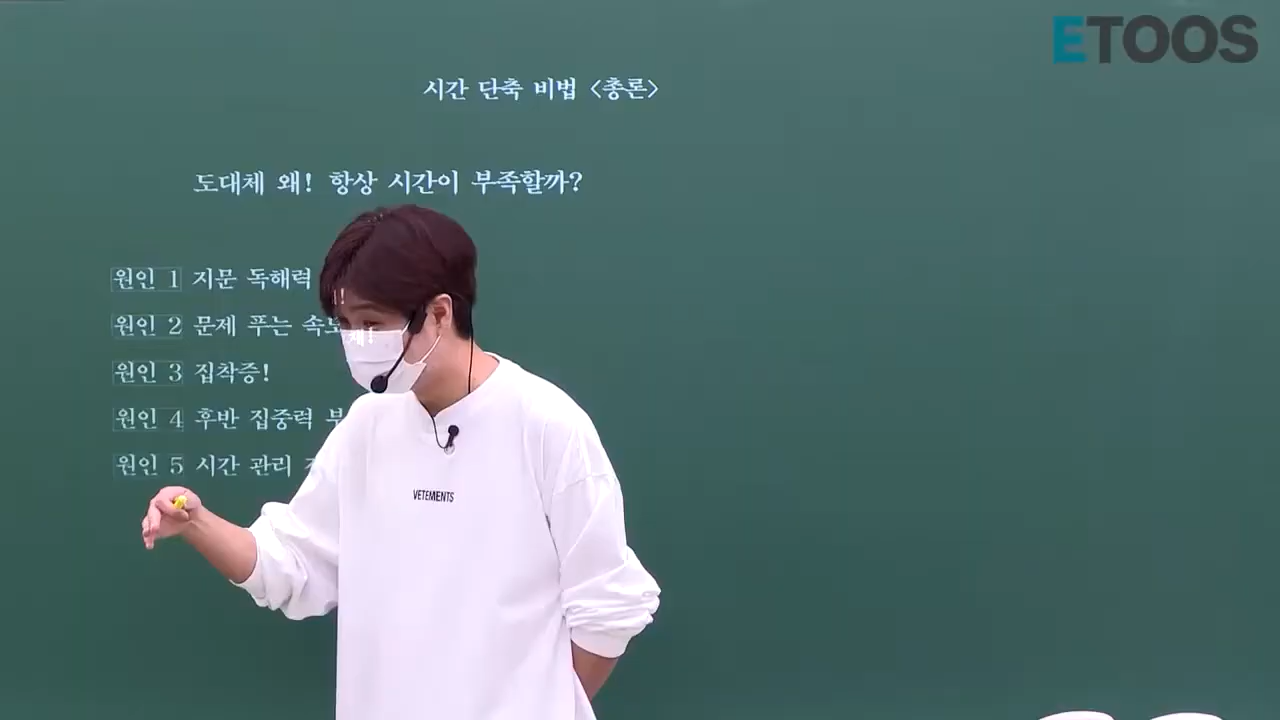 ETOOS
시간 단축 비법 <총론>
도대체 왜! 항상 시간이 부족할까?
원인 1 지문 독해력
원인 2 문제 푸는 속도
원인 3 집착증!
원인 4 후반 집중력
원인 5 시간 관리
VETEMENTS